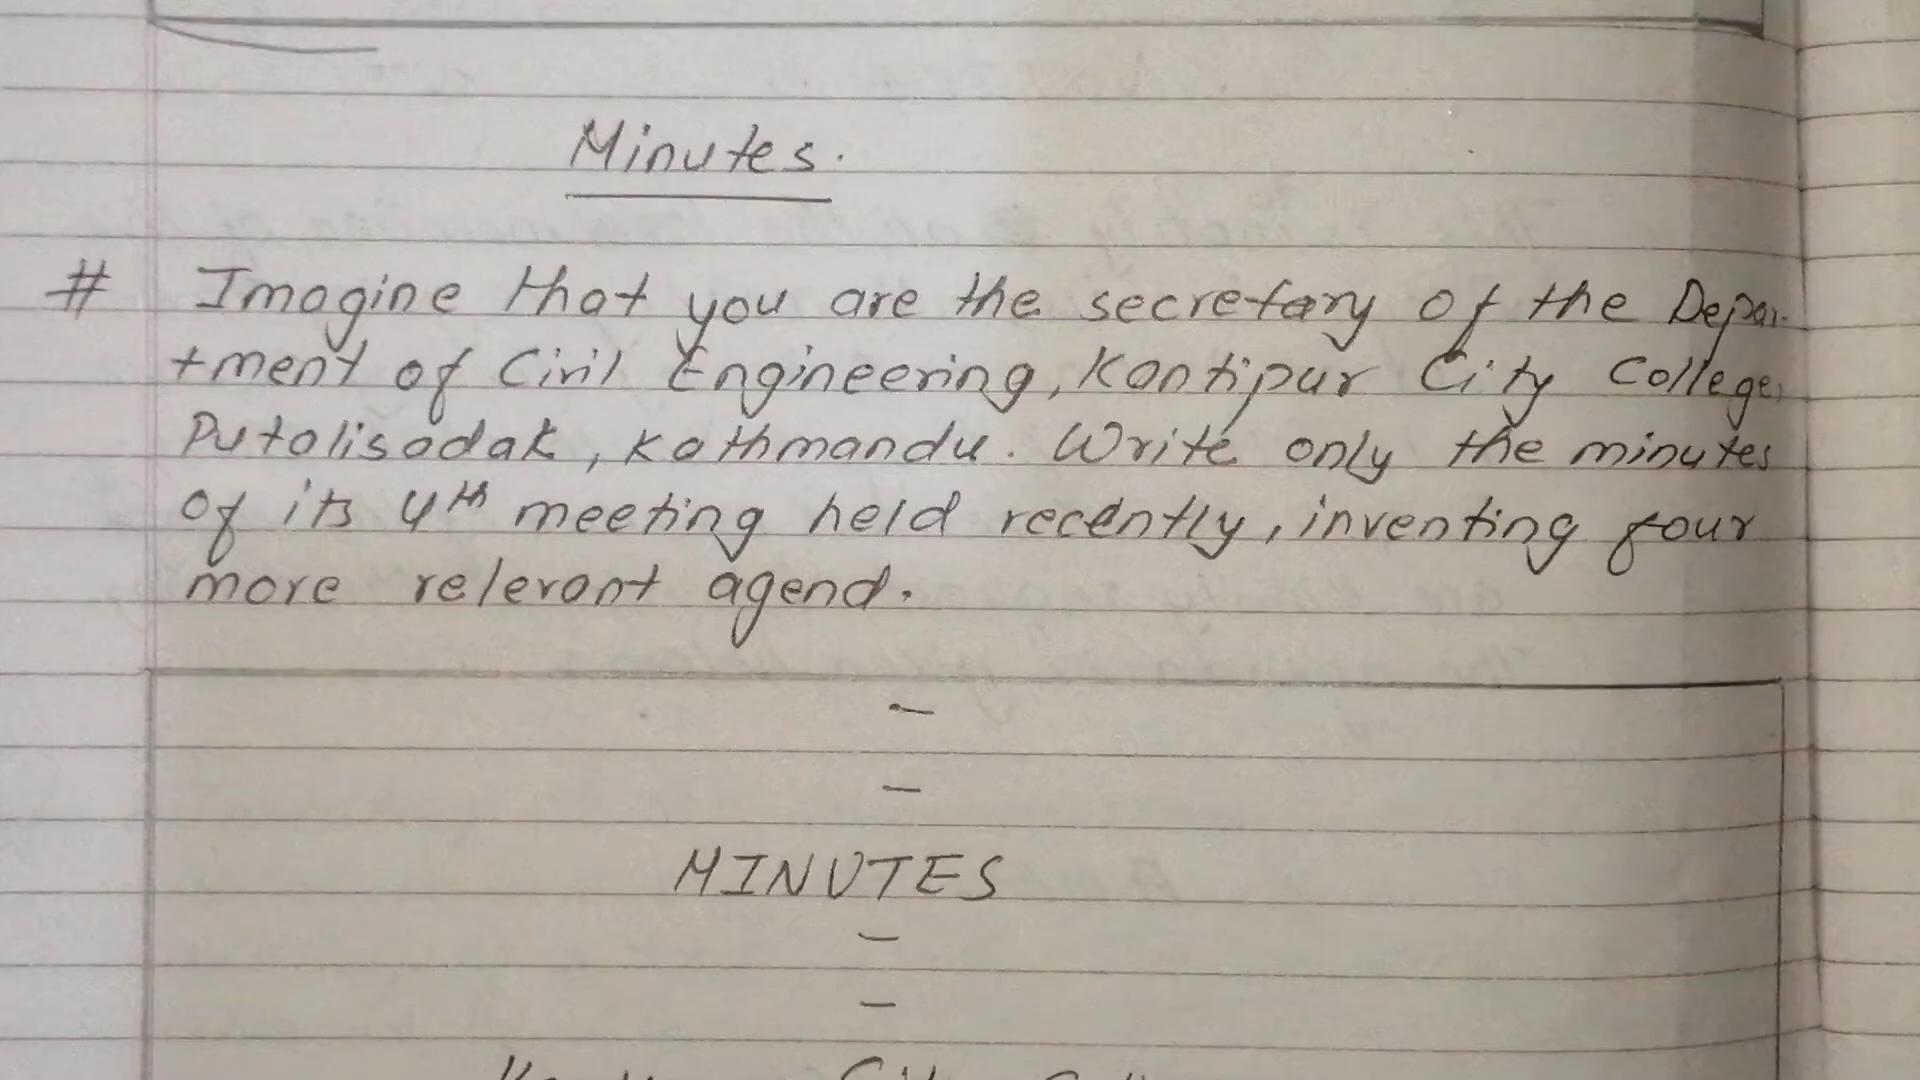 Minutes.
# Imagine that you are the secretary of the Depar-
tment of Civil Engineering, Kantipur City College,
Putalisadak, Kathmandu. Write only the minutes
of its 4th meeting held recently, inventing four
more relevant agend.
-
-
MINUTES
-
-